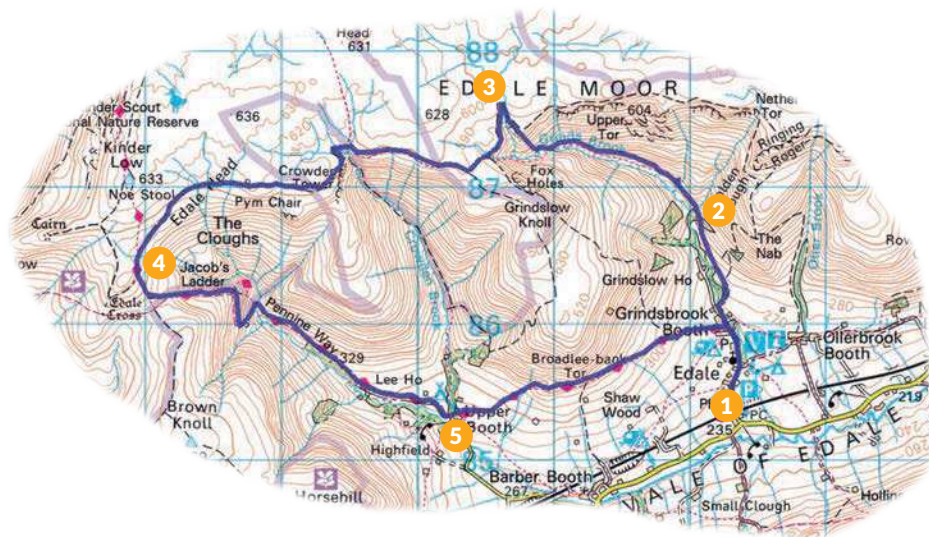 Head
631
88
3
EDALE MOOR
628
604
Upper
Tor
Nether
Tor
Ringing
Roger
636
Kinder
Low
633
Noe Stool
Nature Reserve
Crowden
Tower
Edale Head
Pym Chair
87
Fox
Holes
Grindslow
Knoll
2
The
Nab
The
Cloughs
Cairn
4
Jacob's
Ladder
Edale
Cross
Grindslow Ho
Grindsbrook
Booth
86
Crowden Brook
Pennine Way
329
Broadlee-bank
Tor
300
Edale
Ollerbrook
Booth
Lee Ho
Shaw
Wood
1
PC
235
219
Brown
Knoll
Upper
Booth
5
Highfield
Barber Booth
267
VALE OF EDALE
Horsehill
Small Clough